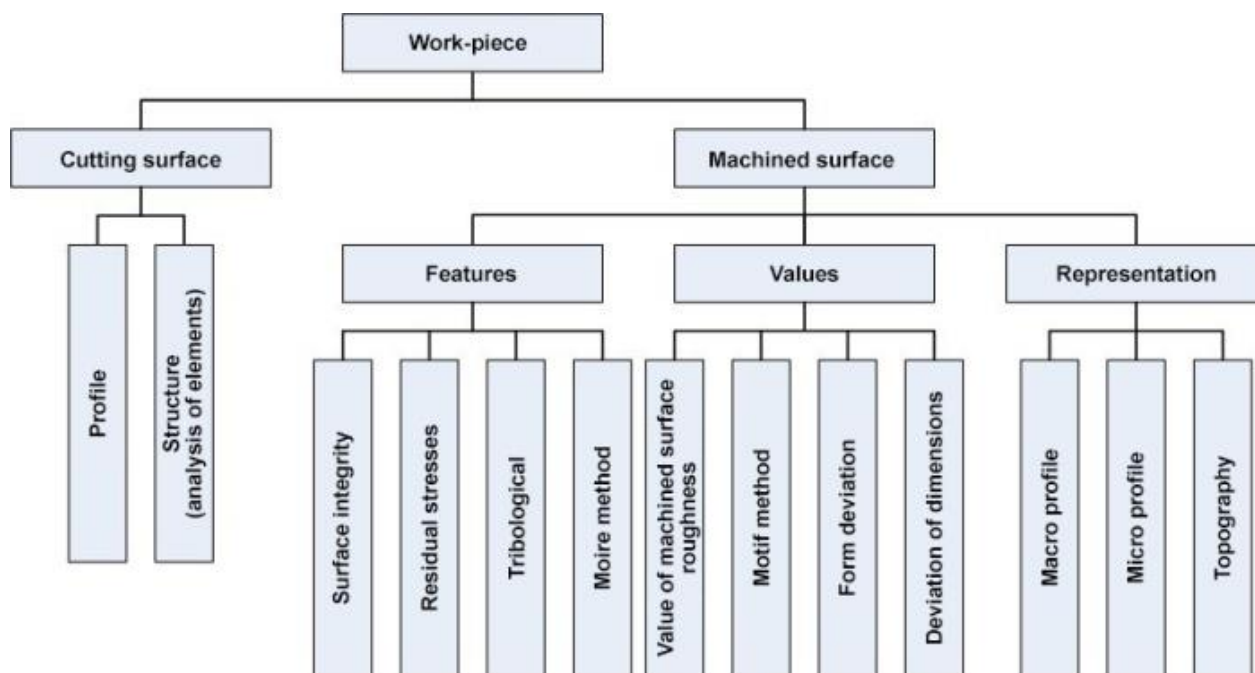 Work-piece
Cutting surface
Machined surface
Features
Values
Representation
Profile
Structure
(analysis of elements)
Surface integrity
Residual stresses
Tribological
Moire method
Value of machined surface
roughness
Motif method
Form deviation
Deviation of dimensions
Macro profile
Micro profile
Topography